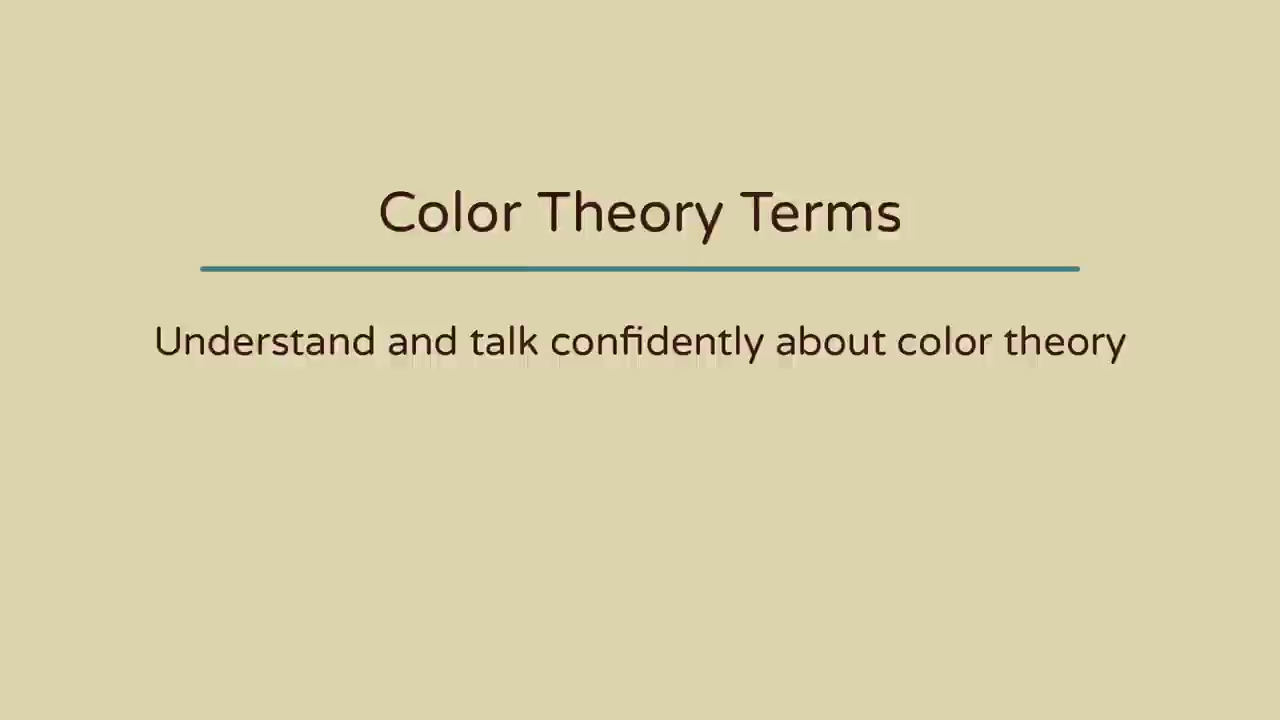 Color Theory Terms
Understand and talk confidently about color theory